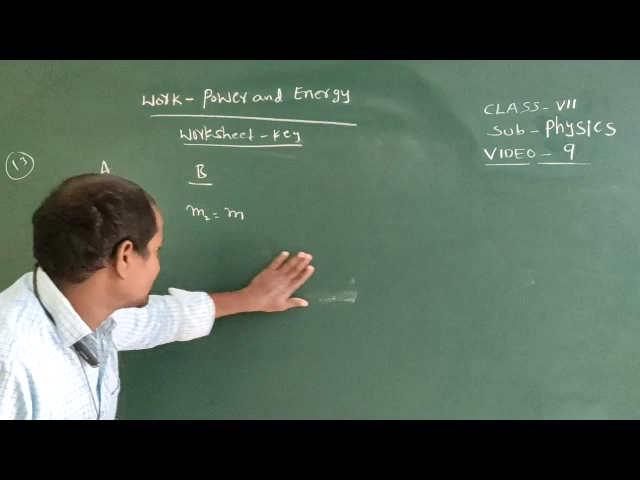 Work - Power and Energy
Worksheet - Key
CLASS - VII
Sub - Physics
VIDEO - 9
13
A
B
m₂ = m